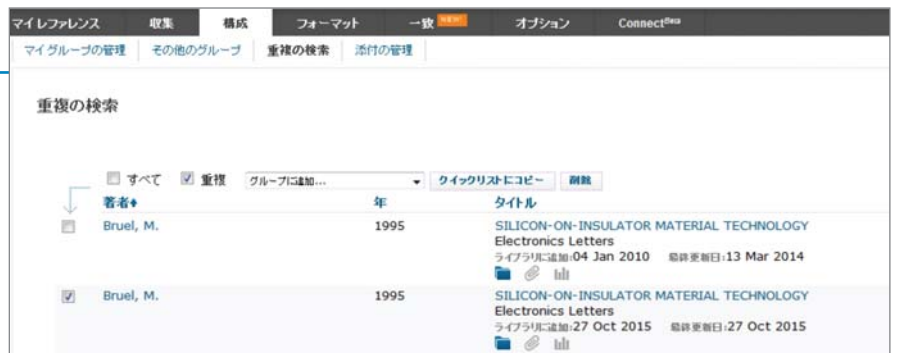 マイレファレンス 収集 構成 フォーマット 一致 NEW! オプション Connect Beta
マイグループの管理 その他のグループ 重複の検索 添付の管理
重複の検索
すべて 重複 グループに追加... クイックリストにコピー 削除
著者 年 タイトル
Bruel, M. 1995 SILICON-ON-INSULATOR MATERIAL TECHNOLOGY
Electronics Letters
ライブラリに追加:04 Jan 2010 最終更新日:13 Mar 2014
Bruel, M. 1995 SILICON-ON-INSULATOR MATERIAL TECHNOLOGY
Electronics Letters
ライブラリに追加:27 Oct 2015 最終更新日:27 Oct 2015